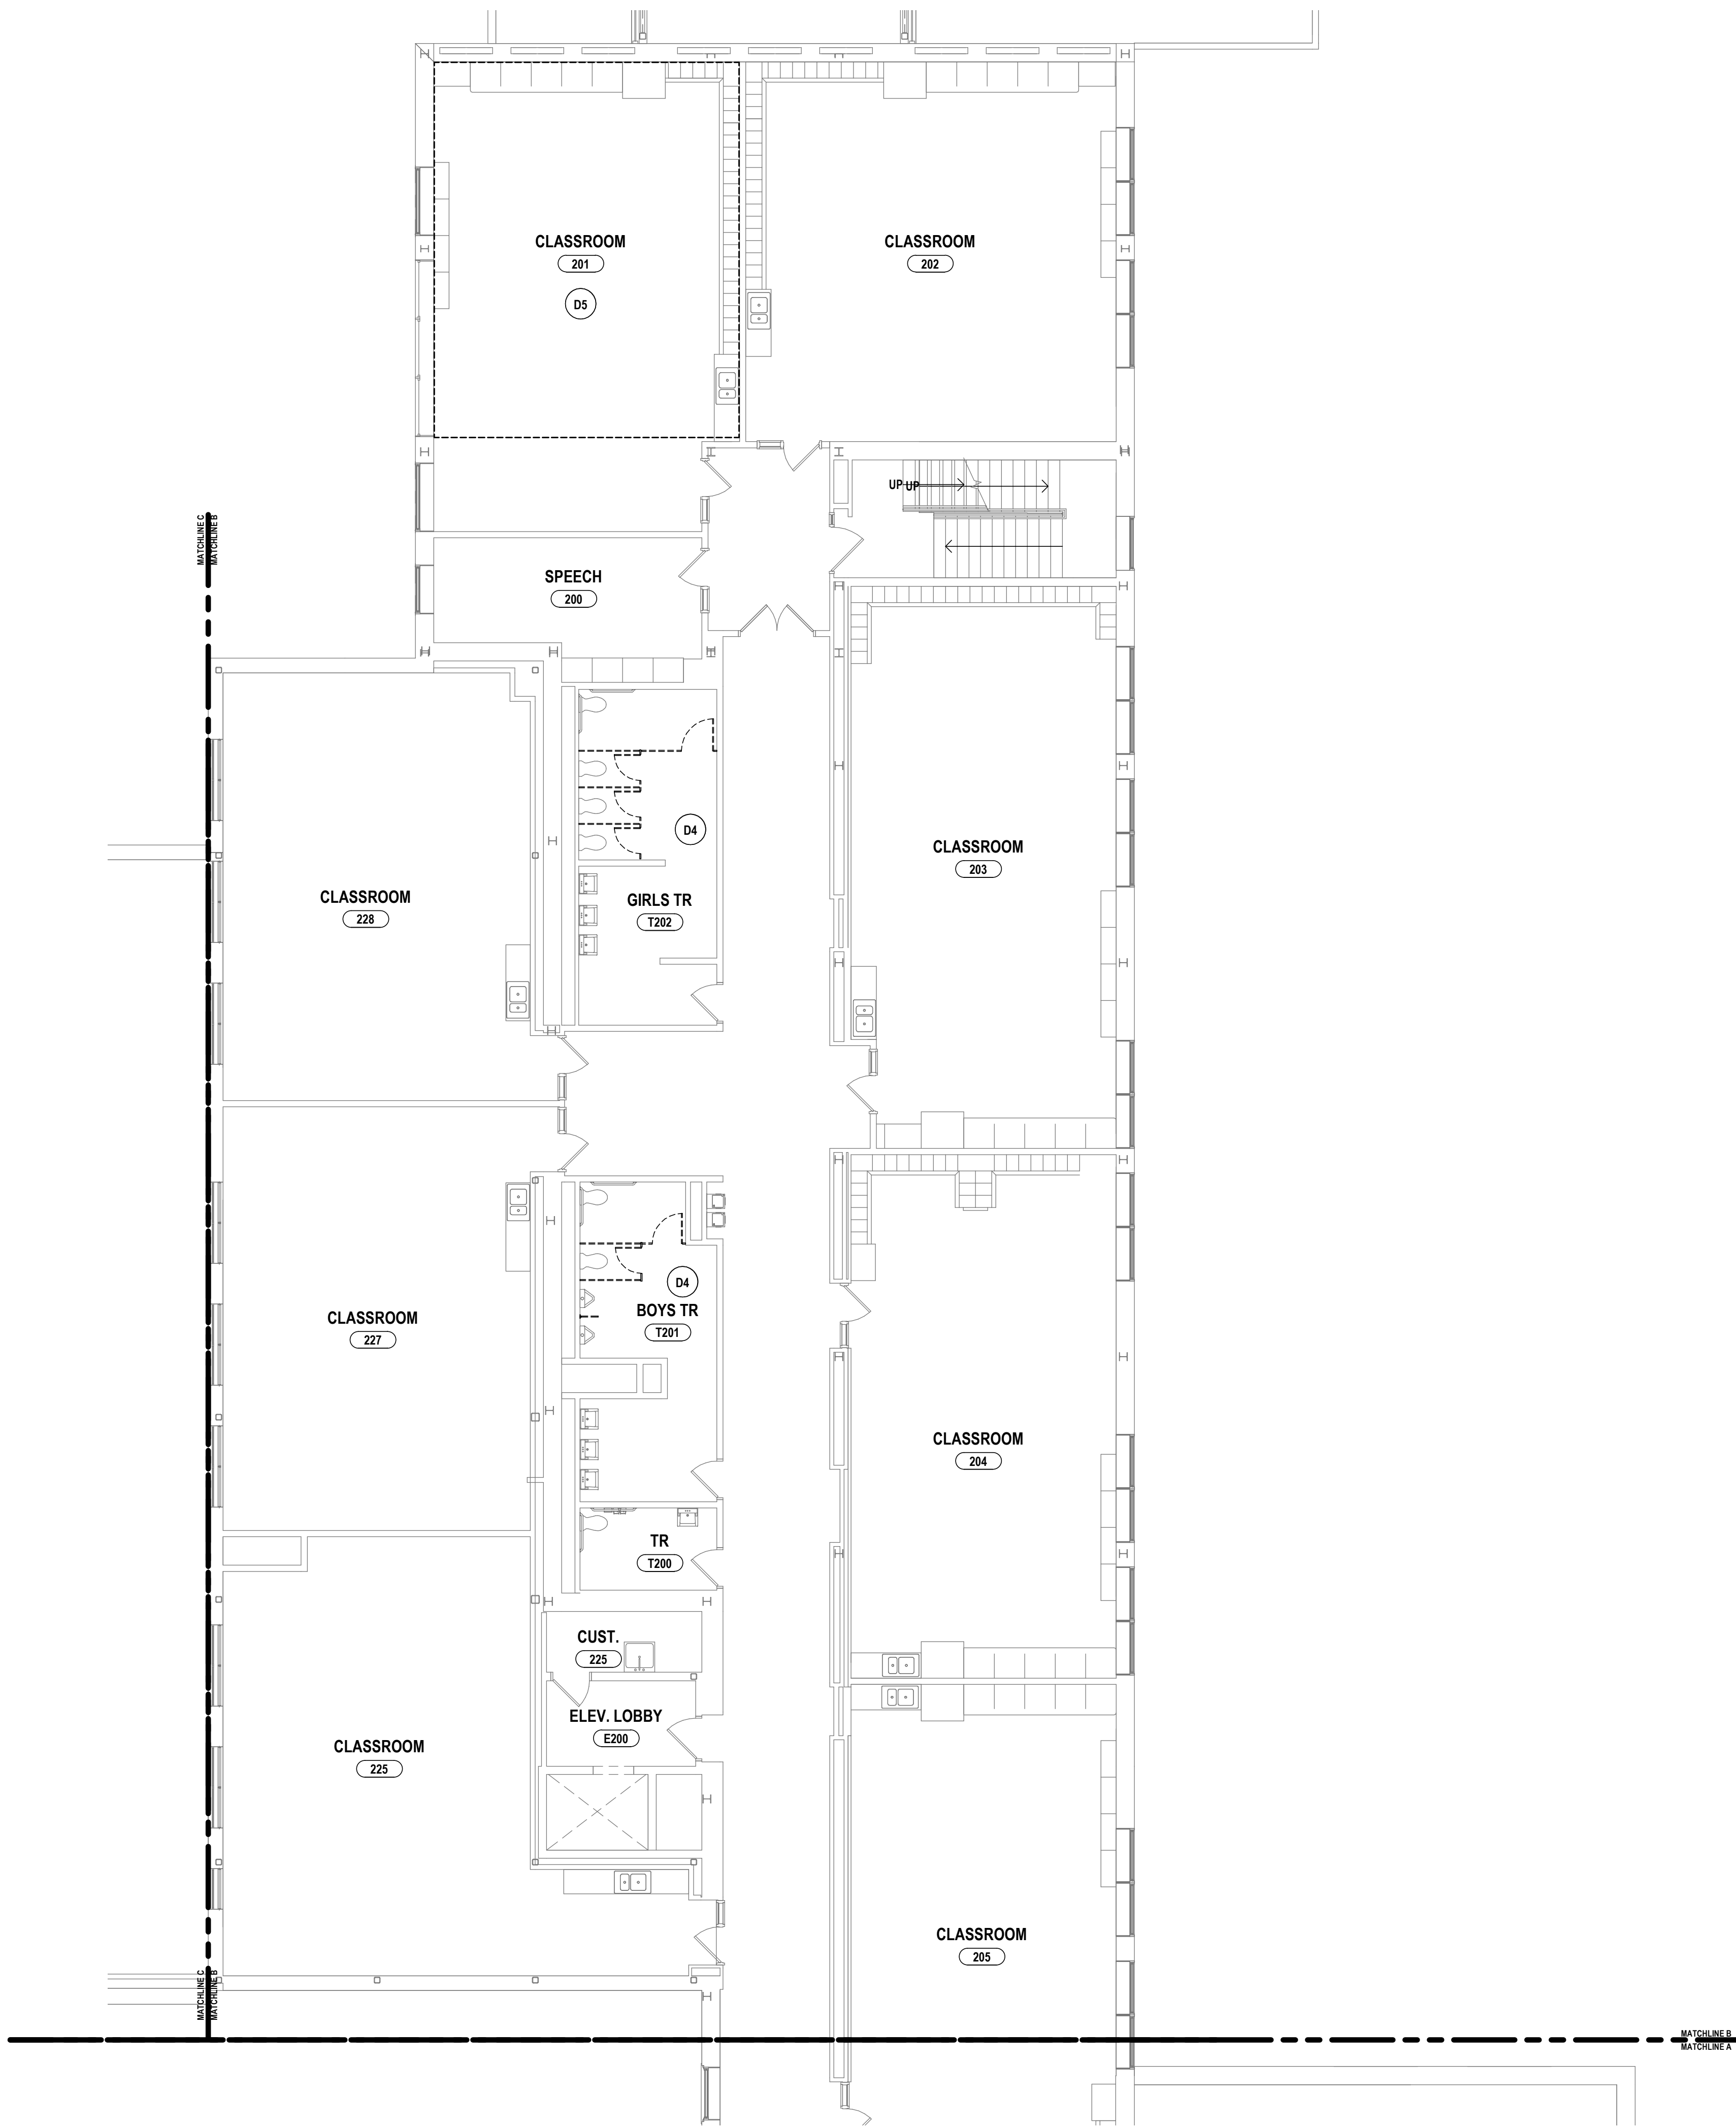 CLASSROOM
201
D5
CLASSROOM
202
UP UP
MATCHLINE C
MATCHLINE B
SPEECH
200
D4
CLASSROOM
203
CLASSROOM
228
GIRLS TR
T202
D4
BOYS TR
T201
CLASSROOM
227
CLASSROOM
204
TR
T200
CUST.
225
ELEV. LOBBY
E200
CLASSROOM
225
CLASSROOM
205
MATCHLINE C
MATCHLINE B
MATCHLINE B
MATCHLINE A